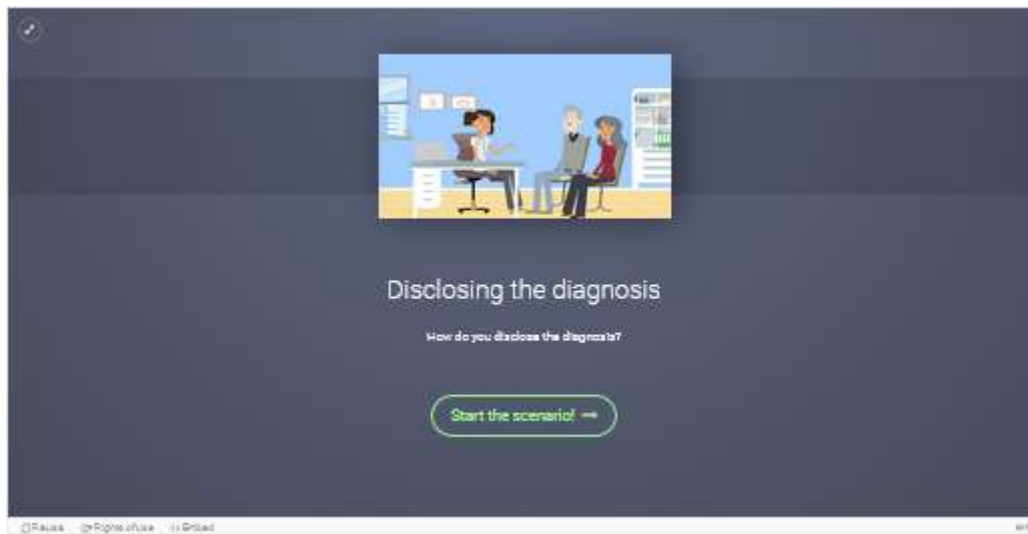 Disclosing the diagnosis
How do you disclose the diagnosis?
Start the scenario! →
Reuse Rights of use <> Embed